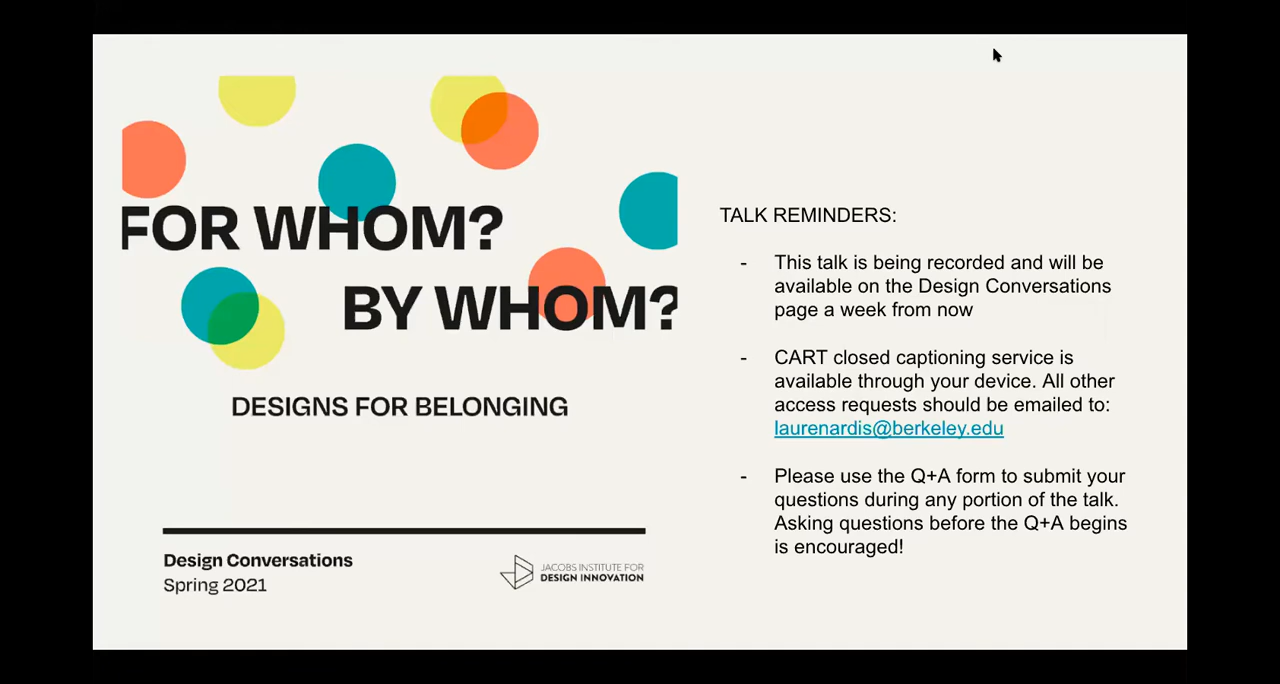 FOR WHOM?
BY WHOM?
DESIGNS FOR BELONGING
Design Conversations
Spring 2021
JACOBS INSTITUTE FOR
DESIGN INNOVATION
TALK REMINDERS:
- This talk is being recorded and will be
available on the Design Conversations
page a week from now
- CART closed captioning service is
available through your device. All other
access requests should be emailed to:
laurenardis@berkeley.edu
- Please use the Q+A form to submit your
questions during any portion of the talk.
Asking questions before the Q+A begins
is encouraged!